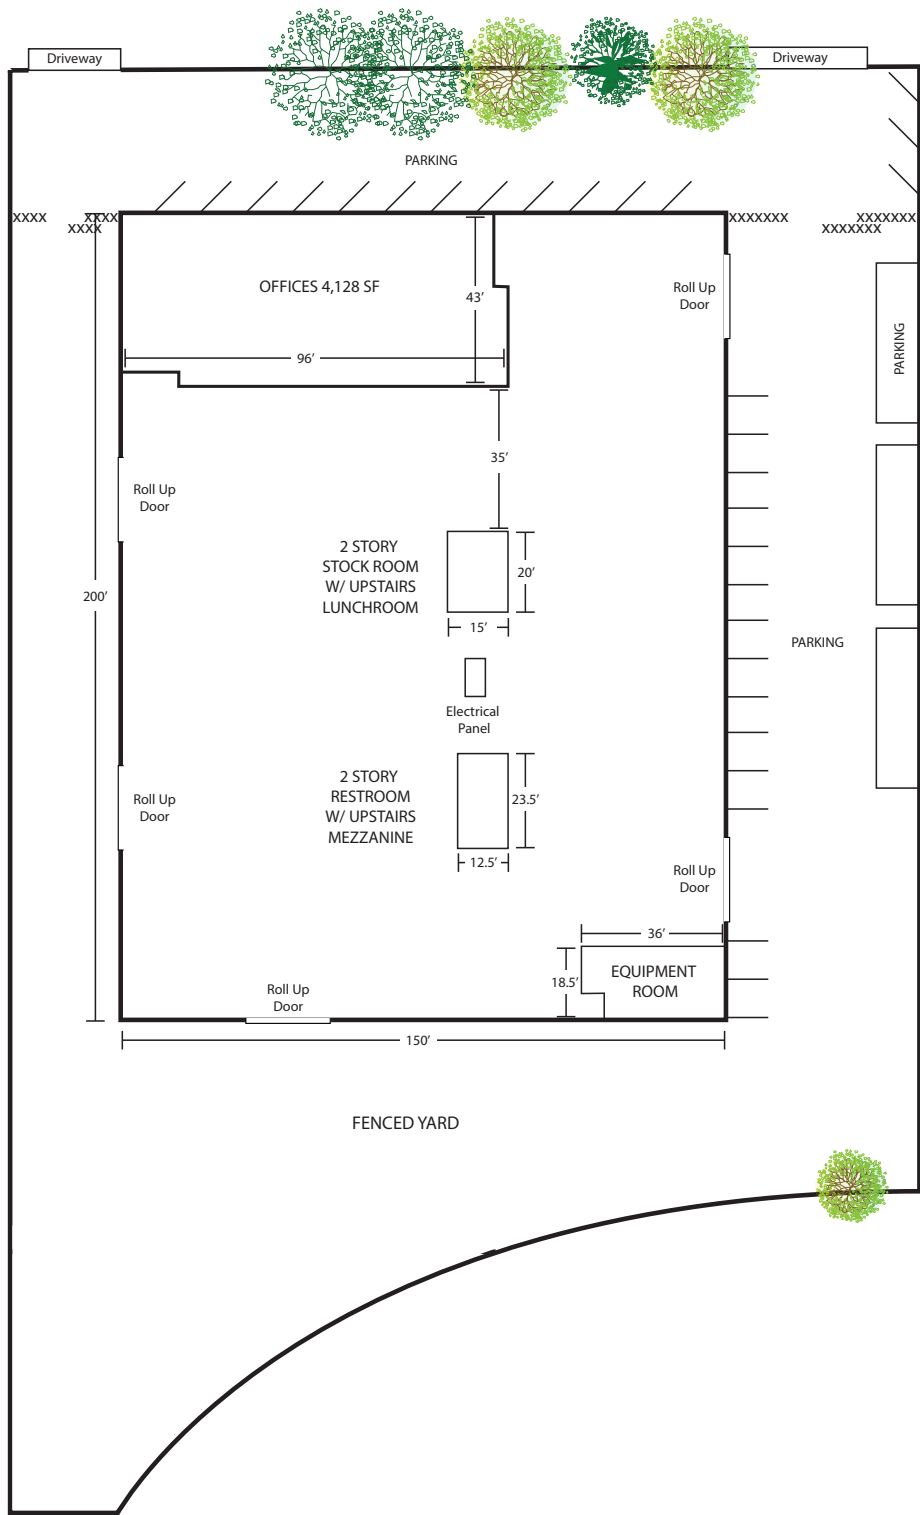 Driveway
Driveway
PARKING
xxxx
xxxx
xxxx
xxxxxxx
xxxxxxx
xxxxxxx
OFFICES 4,128 SF
43’
96’
Roll Up
Door
PARKING
35’
Roll Up
Door
2 STORY
STOCK ROOM
W/ UPSTAIRS
LUNCHROOM
20’
15’
200’
PARKING
Electrical
Panel
2 STORY
RESTROOM
W/ UPSTAIRS
MEZZANINE
23.5’
12.5’
Roll Up
Door
Roll Up
Door
36’
18.5’
EQUIPMENT
ROOM
Roll Up
Door
150’
FENCED YARD